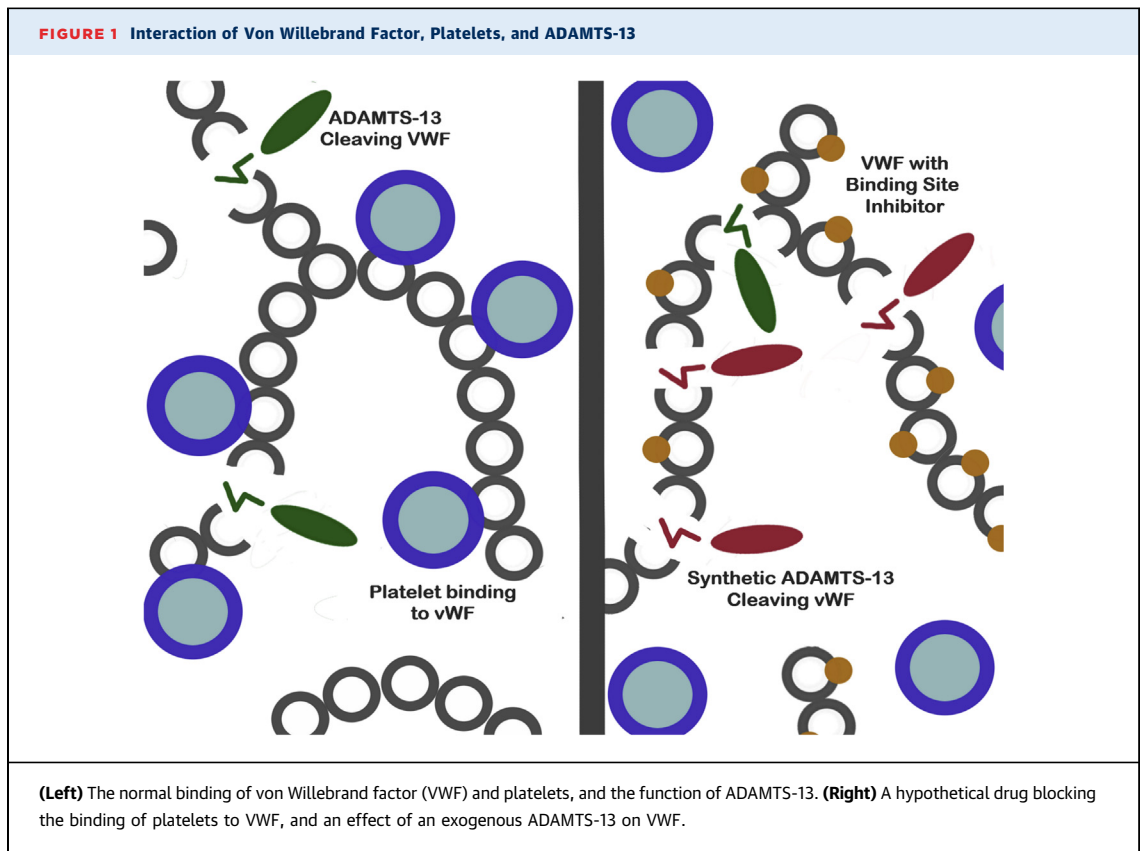 FIGURE 1 Interaction of Von Willebrand Factor, Platelets, and ADAMTS-13
ADAMTS-13
Cleaving VWF
VWF with
Binding Site
Inhibitor
Platelet binding
to vWF
Synthetic ADAMTS-13
Cleaving vWF
(Left) The normal binding of von Willebrand factor (VWF) and platelets, and the function of ADAMTS-13. (Right) A hypothetical drug blocking
the binding of platelets to VWF, and an effect of an exogenous ADAMTS-13 on VWF.